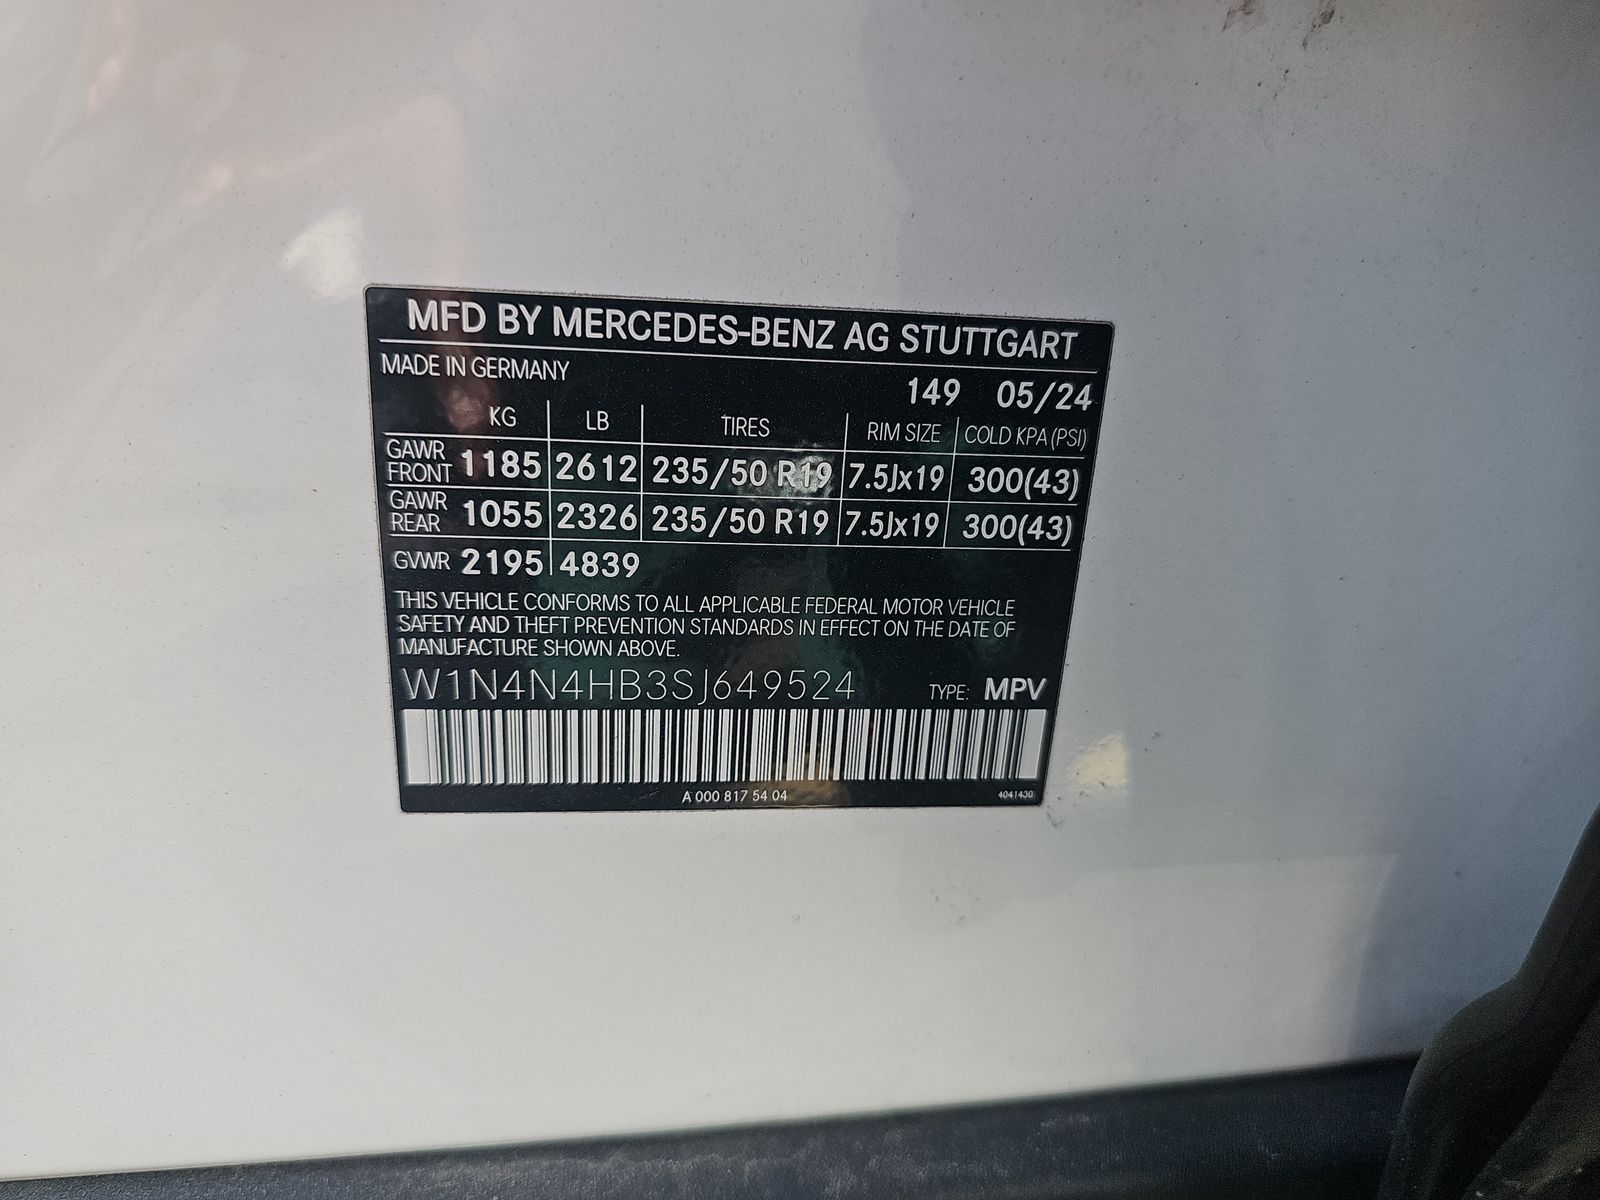 MFD BY MERCEDES-BENZ AG STUTTGART
MADE IN GERMANY
149 05/24
KG LB TIRES RIM SIZE COLD KPA (PSI)
GAWR FRONT 1185 2612 235/50 R19 7.5Jx19 300(43)
GAWR REAR 1055 2326 235/50 R19 7.5Jx19 300(43)
GVWR 2195 4839
THIS VEHICLE CONFORMS TO ALL APPLICABLE FEDERAL MOTOR VEHICLE
SAFETY AND THEFT PREVENTION STANDARDS IN EFFECT ON THE DATE OF
MANUFACTURE SHOWN ABOVE.
W1N4N4HB3SJ649524 TYPE: MPV
A 000 817 54 04 4041430